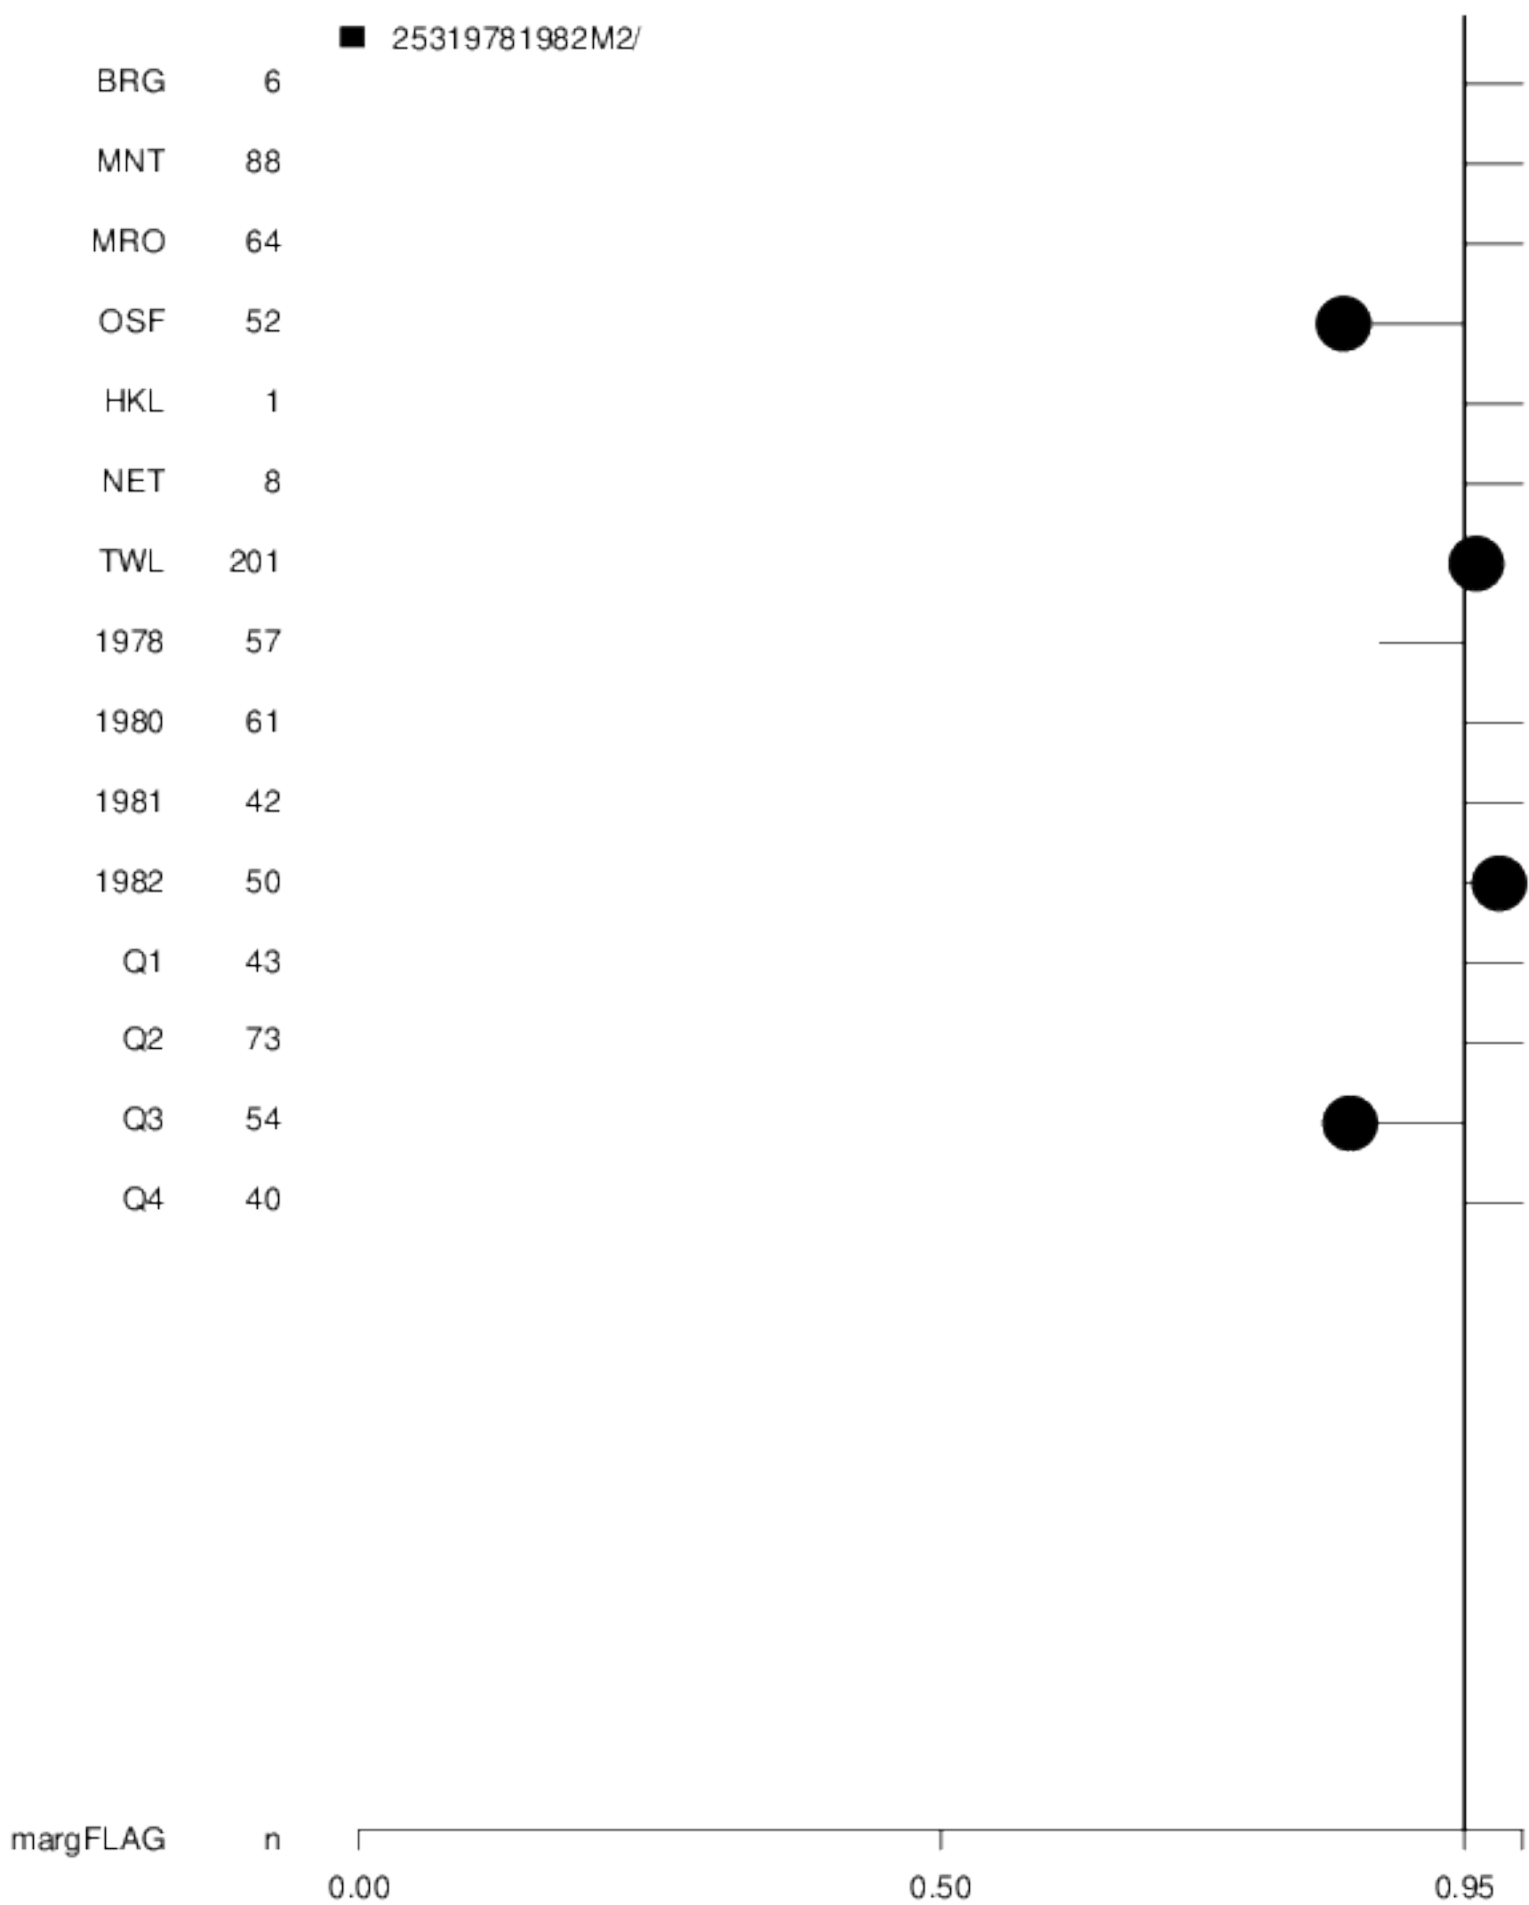 25319781982M2/
BRG 6
MNT 88
MRO 64
OSF 52
HKL 1
NET 8
TWL 201
1978 57
1980 61
1981 42
1982 50
Q1 43
Q2 73
Q3 54
Q4 40
margFLAG n
0.00 0.50 0.95